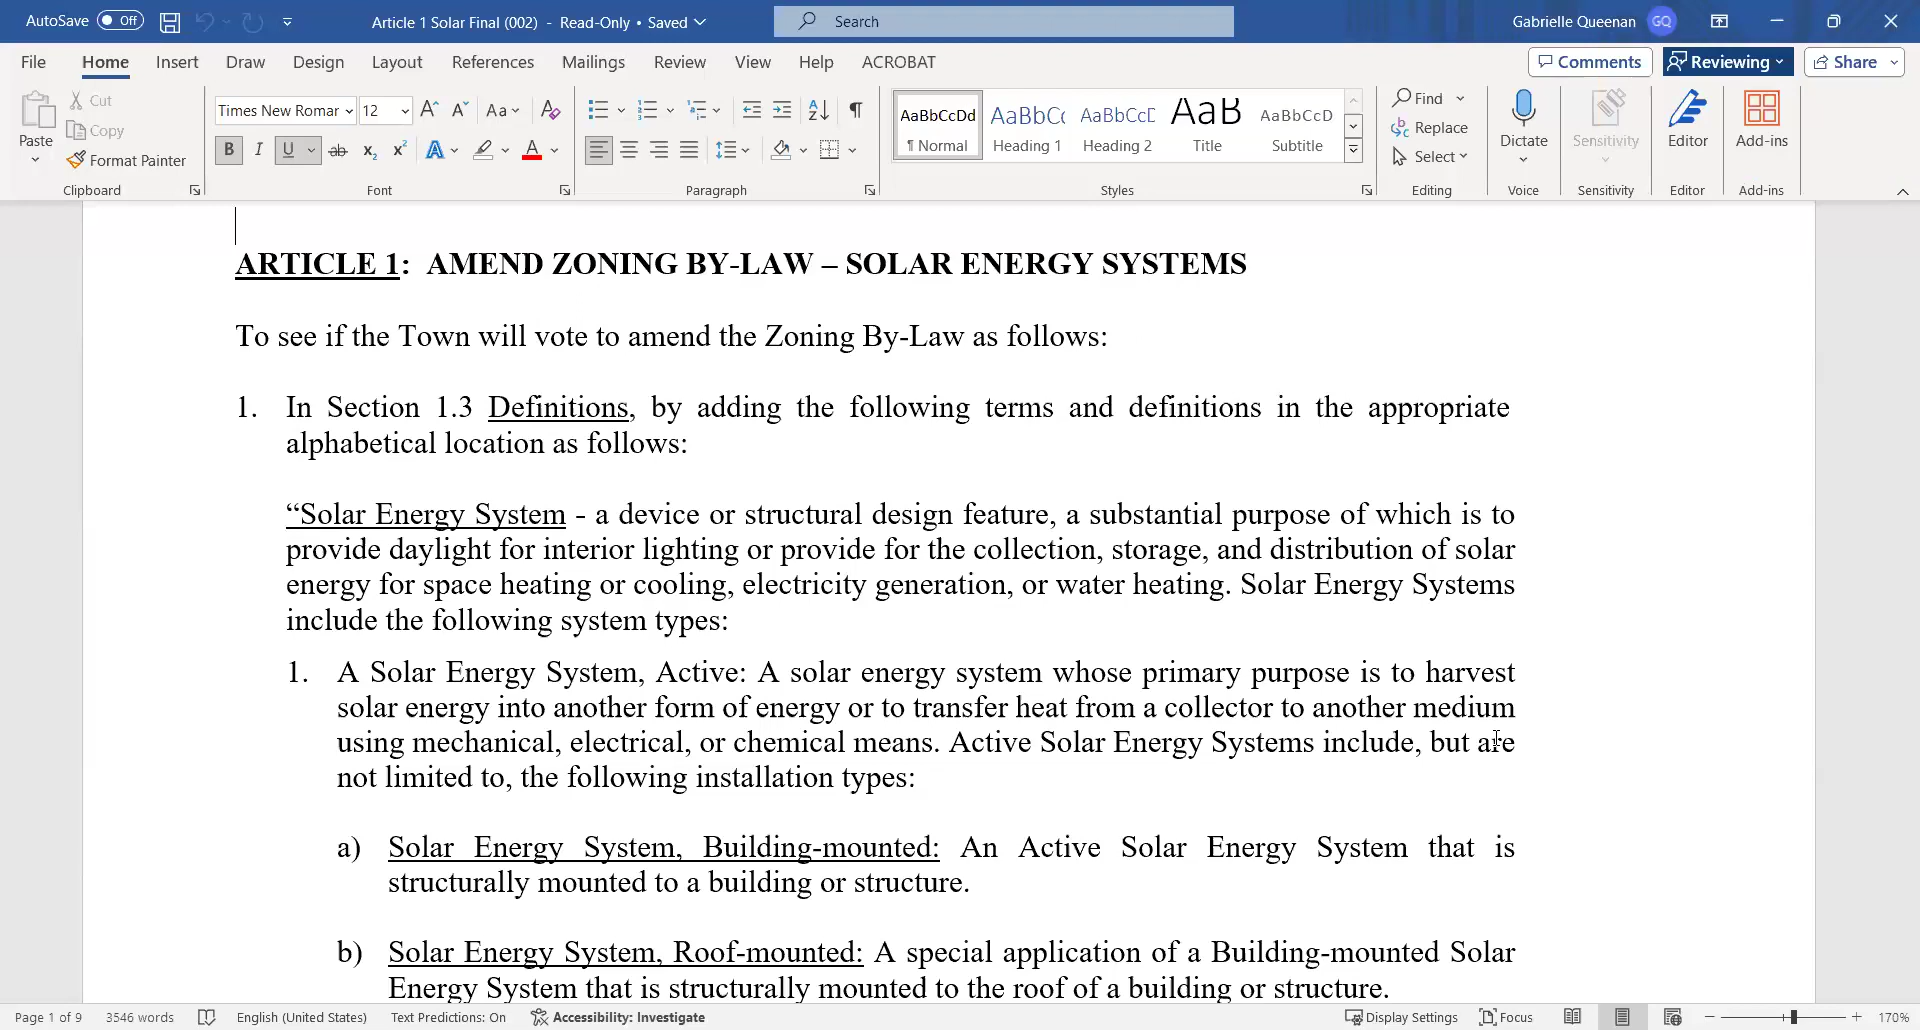 AutoSave Off Article 1 Solar Final (002) - Read-Only • Saved Search Gabrielle Queenan GQ
File Home Insert Draw Design Layout References Mailings Review View Help ACROBAT Comments Reviewing Share
Paste Cut Copy Format Painter Clipboard
Times New Roman 12 Aa B I U ab x₂ x² A A Font
Paragraph
AaBbCcDd ¶ Normal AaBbCc Heading 1 AaBbCcD Heading 2 AaB Title AaBbCcD Subtitle Styles
Find Replace Select Editing
Dictate Voice
Sensitivity Sensitivity
Editor Editor
Add-ins Add-ins
ARTICLE 1: AMEND ZONING BY-LAW – SOLAR ENERGY SYSTEMS
To see if the Town will vote to amend the Zoning By-Law as follows:
1. In Section 1.3 Definitions, by adding the following terms and definitions in the appropriate
alphabetical location as follows:
“Solar Energy System - a device or structural design feature, a substantial purpose of which is to
provide daylight for interior lighting or provide for the collection, storage, and distribution of solar
energy for space heating or cooling, electricity generation, or water heating. Solar Energy Systems
include the following system types:
1. A Solar Energy System, Active: A solar energy system whose primary purpose is to harvest
solar energy into another form of energy or to transfer heat from a collector to another medium
using mechanical, electrical, or chemical means. Active Solar Energy Systems include, but are
not limited to, the following installation types:
a) Solar Energy System, Building-mounted: An Active Solar Energy System that is
structurally mounted to a building or structure.
b) Solar Energy System, Roof-mounted: A special application of a Building-mounted Solar
Energy System that is structurally mounted to the roof of a building or structure.
Page 1 of 9 3546 words English (United States) Text Predictions: On Accessibility: Investigate Display Settings Focus 170%